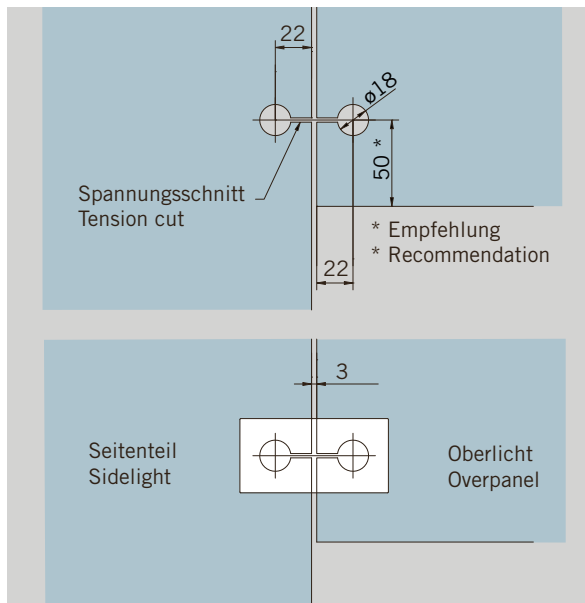 22
ø18
50 *
Spannungsschnitt
Tension cut
* Empfehlung
* Recommendation
22
3
Seitenteil
Sidelight
Oberlicht
Overpanel